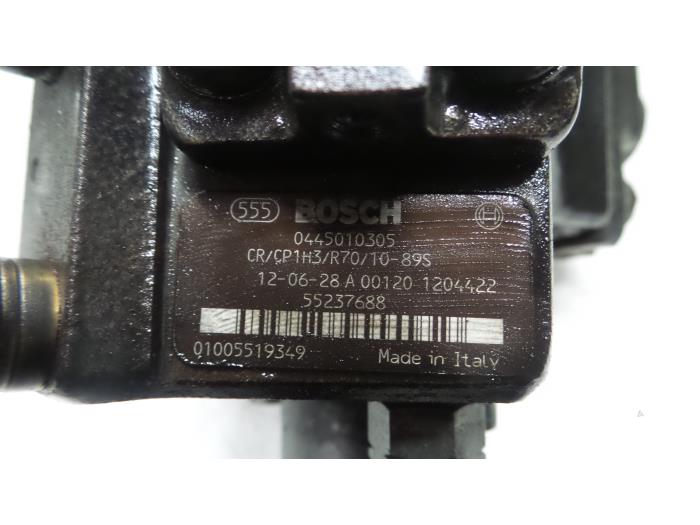 555 BOSCH
0445010305
CR/CP1H3/R70/10-89S
12-06-28 A 00120 1204422
55237688
01005519349 Made in Italy